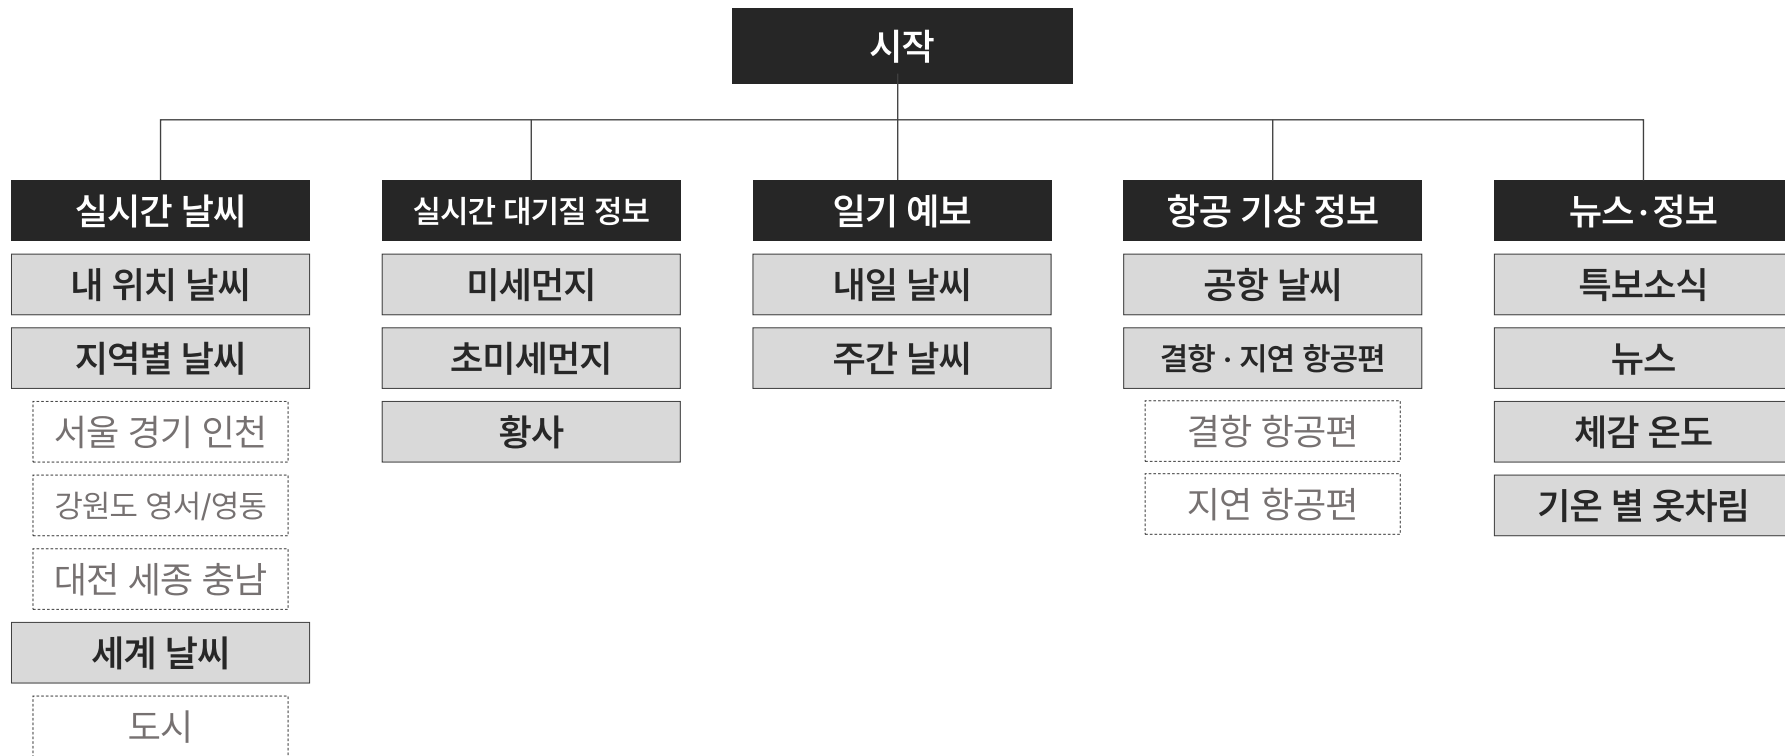 시작
실시간 날씨
내 위치 날씨
지역별 날씨
서울 경기 인천
강원도 영서/영동
대전 세종 충남
세계 날씨
도시
실시간 대기질 정보
미세먼지
초미세먼지
황사
일기 예보
내일 날씨
주간 날씨
항공 기상 정보
공항 날씨
결항 · 지연 항공편
결항 항공편
지연 항공편
뉴스·정보
특보소식
뉴스
체감 온도
기온 별 옷차림